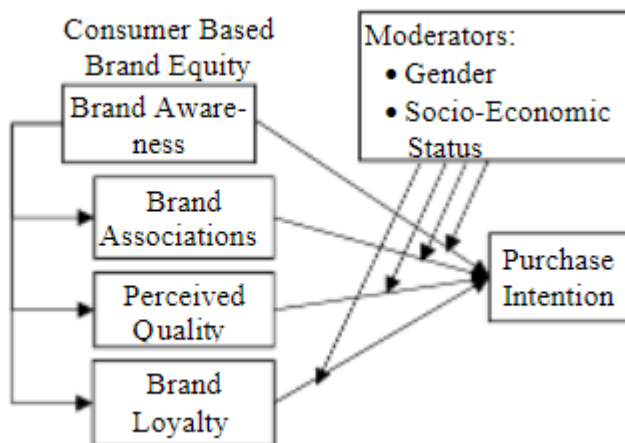 Consumer Based
Brand Equity
Brand Aware-
ness
Brand
Associations
Perceived
Quality
Brand
Loyalty
Moderators:
• Gender
• Socio-Economic
Status
Purchase
Intention